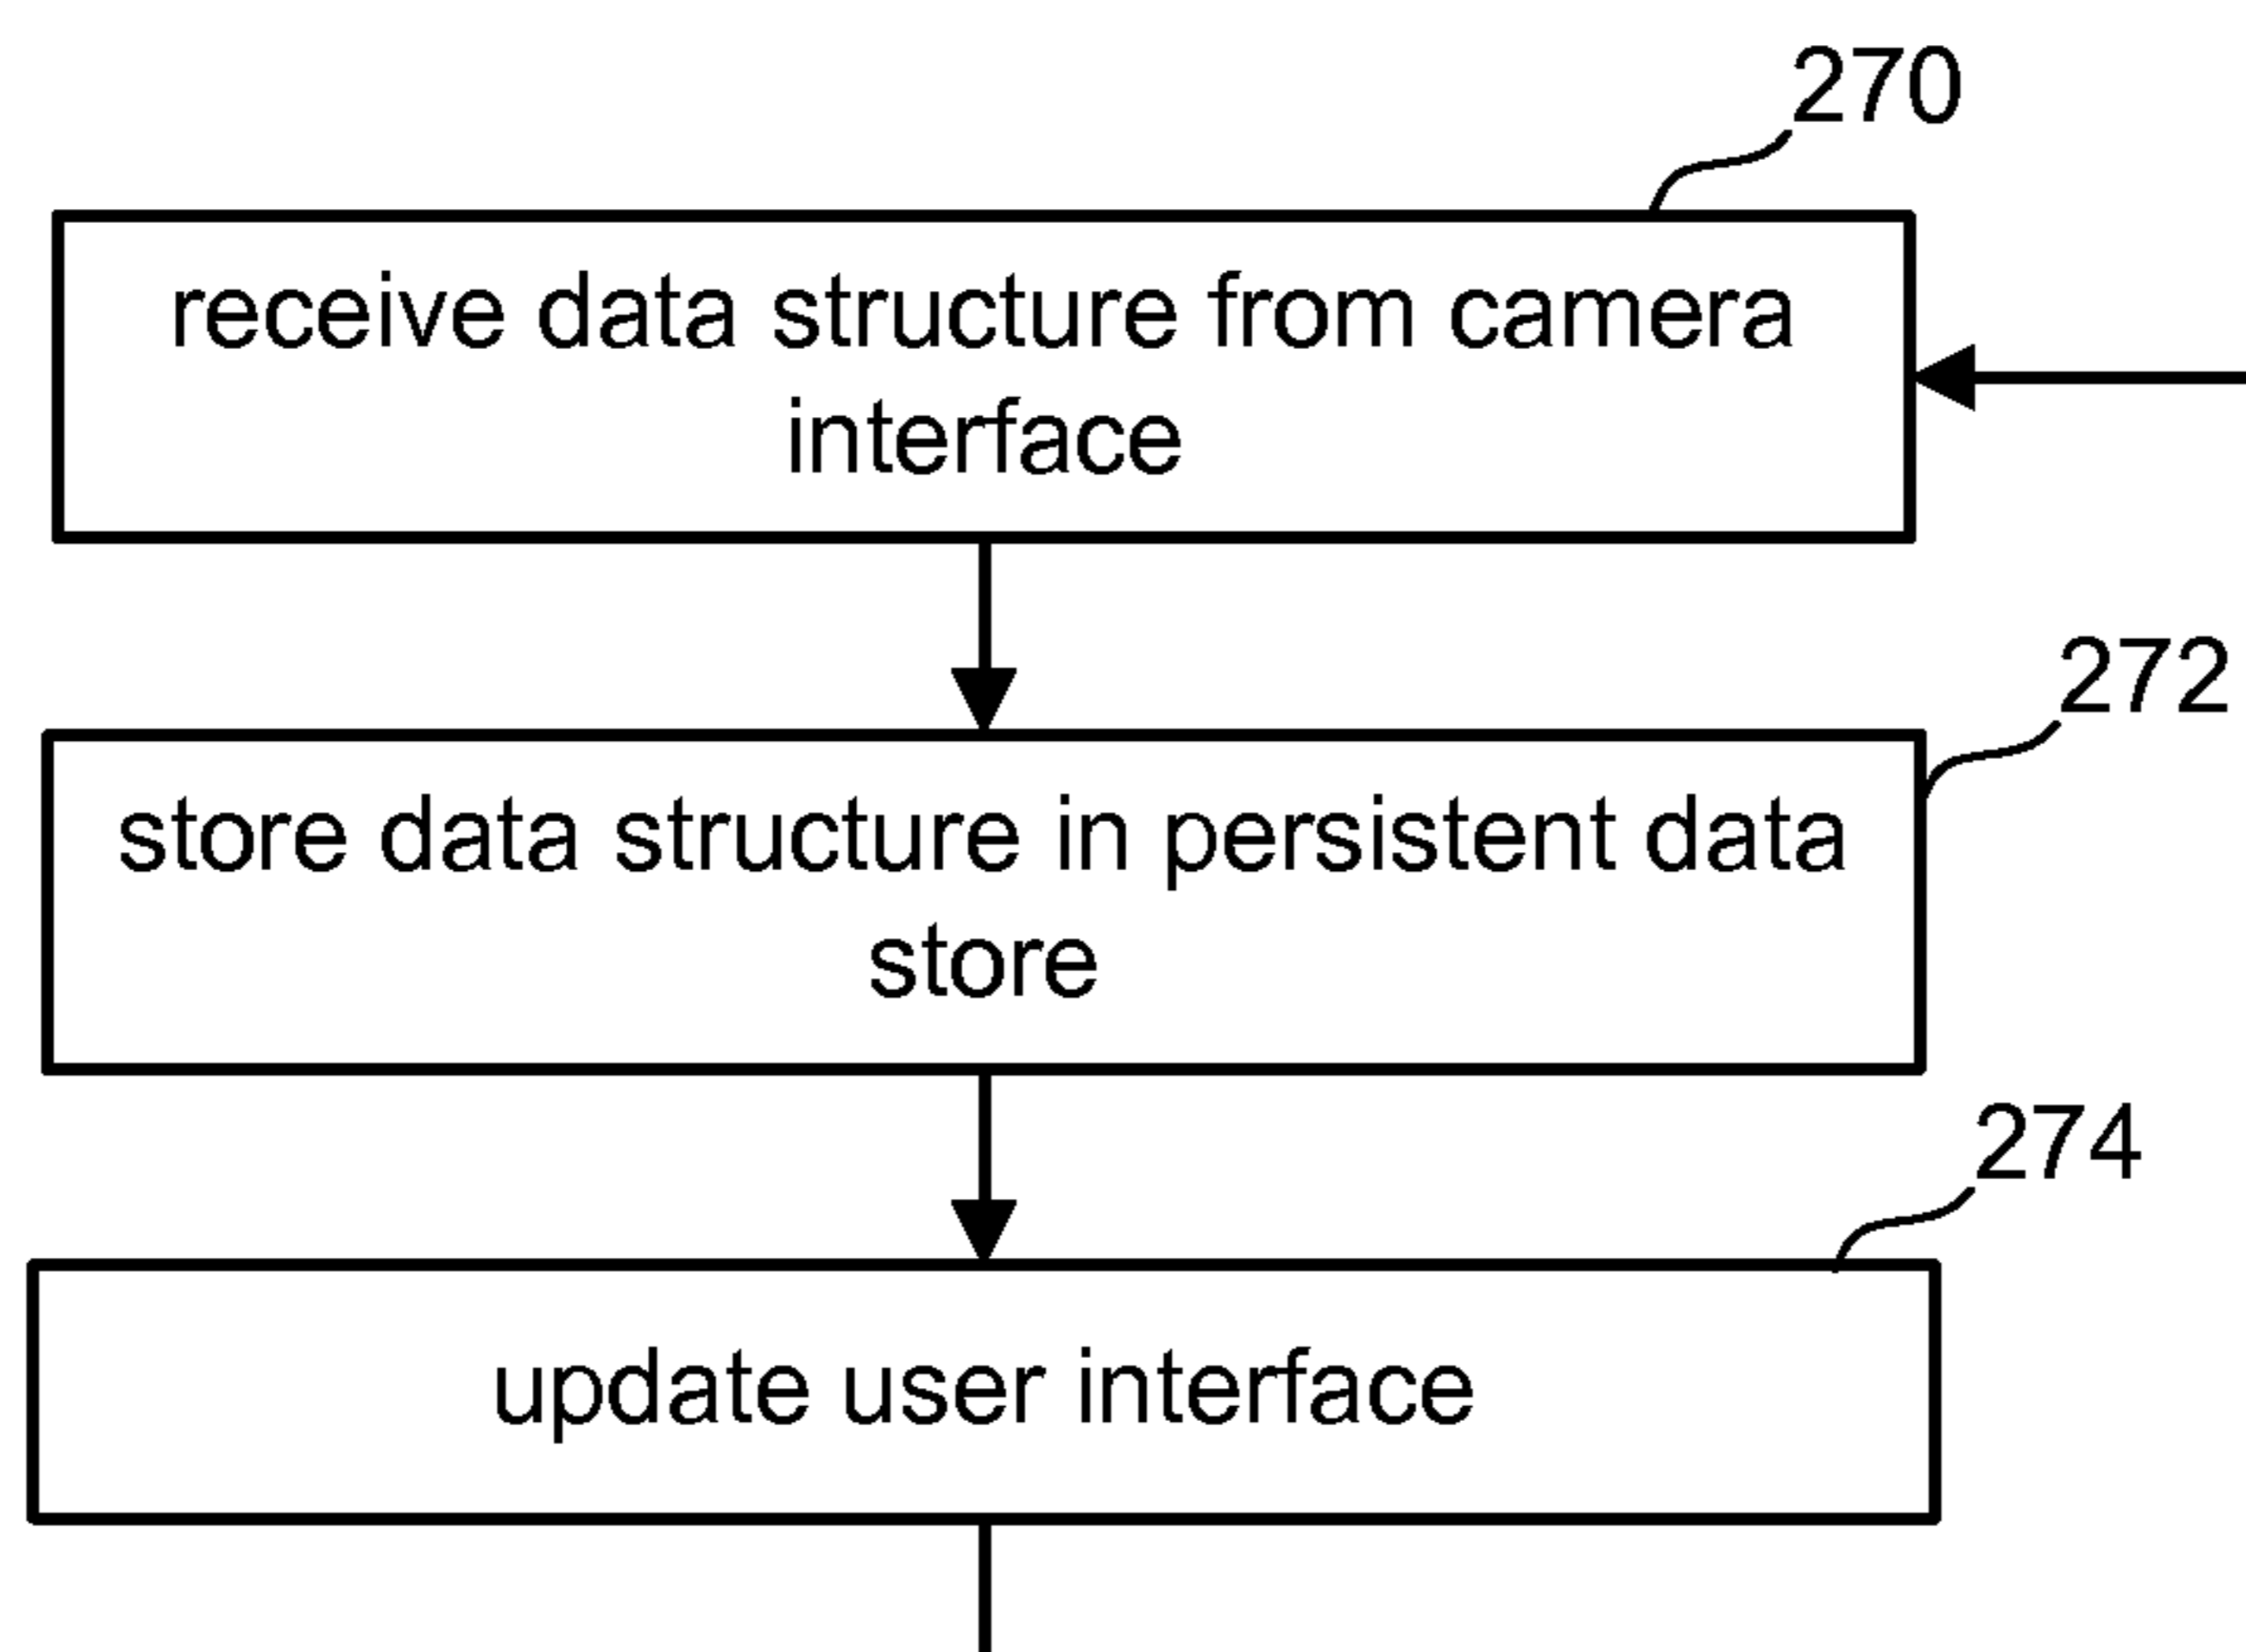 270
receive data structure from camera
interface
272
store data structure in persistent data
store
274
update user interface